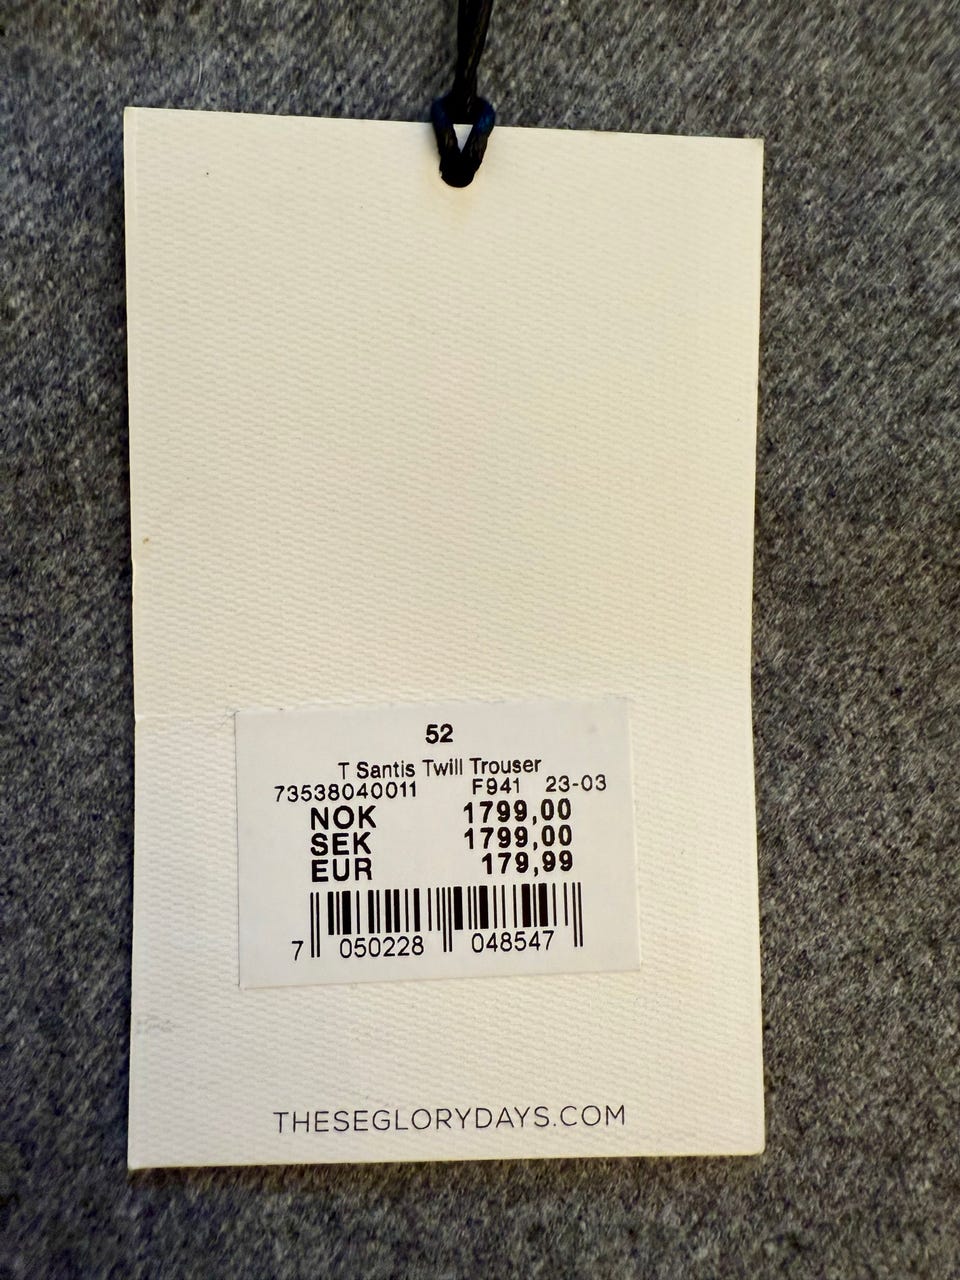 52
T Santis Twill Trouser
73538040011 F941 23-03
NOK 1799,00
SEK 1799,00
EUR 179,99
7 050228 048547
THESEGLORYDAYS.COM